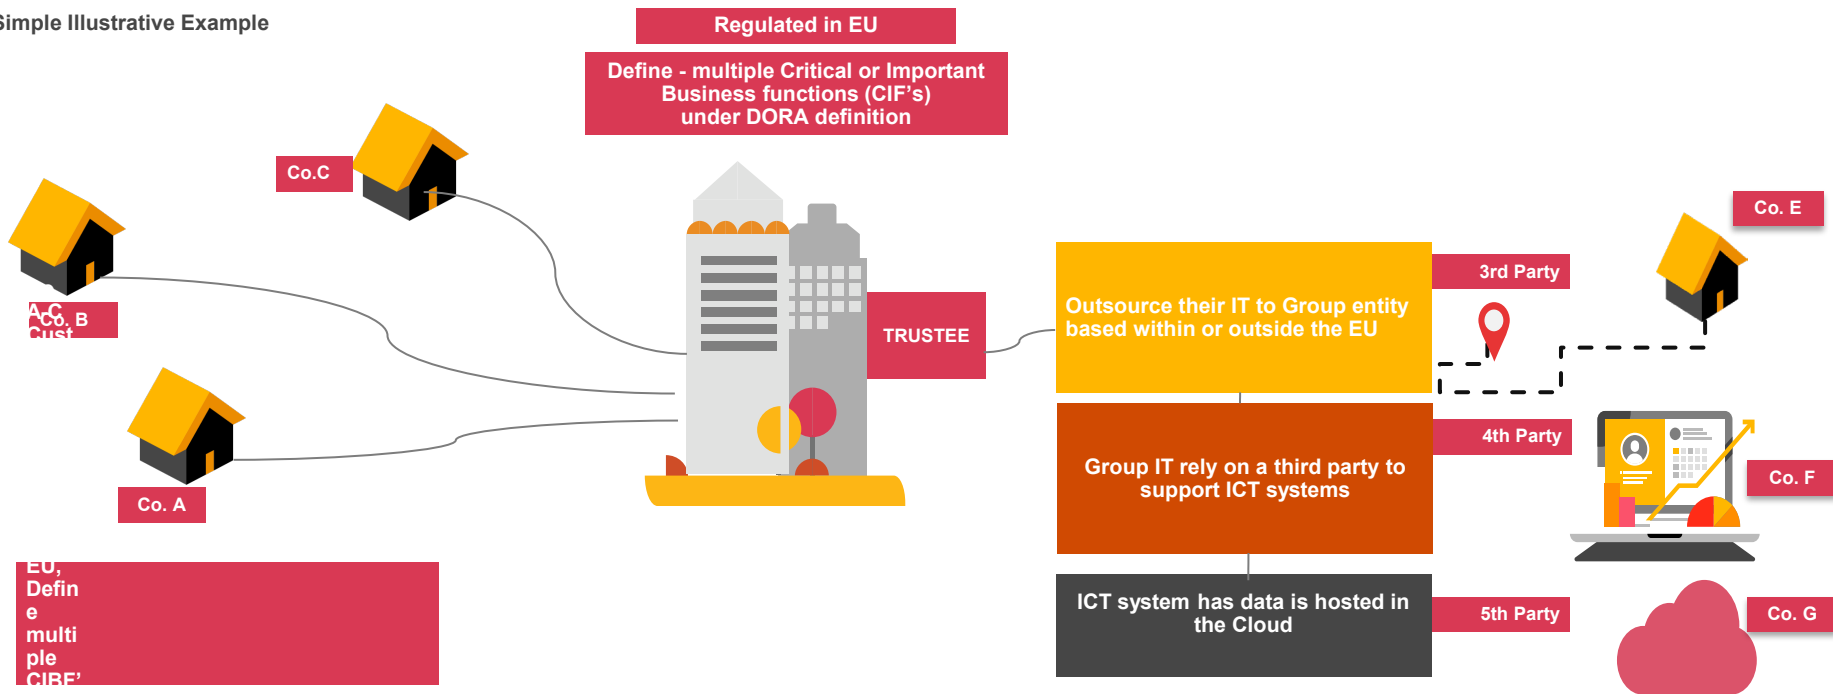 Simple Illustrative Example
Regulated in EU
Define - multiple Critical or Important
Business functions (CIF's)
under DORA definition
Co.C
Co. E
A-C
Co. B
Cust
3rd Party
Outsource their IT to Group entity
based within or outside the EU
TRUSTEE
4th Party
Group IT rely on a third party to
support ICT systems
Co. F
Co. A
EU,
Defin
e
multi
ple
CIBF'
ICT system has data is hosted in
the Cloud
5th Party
Co. G